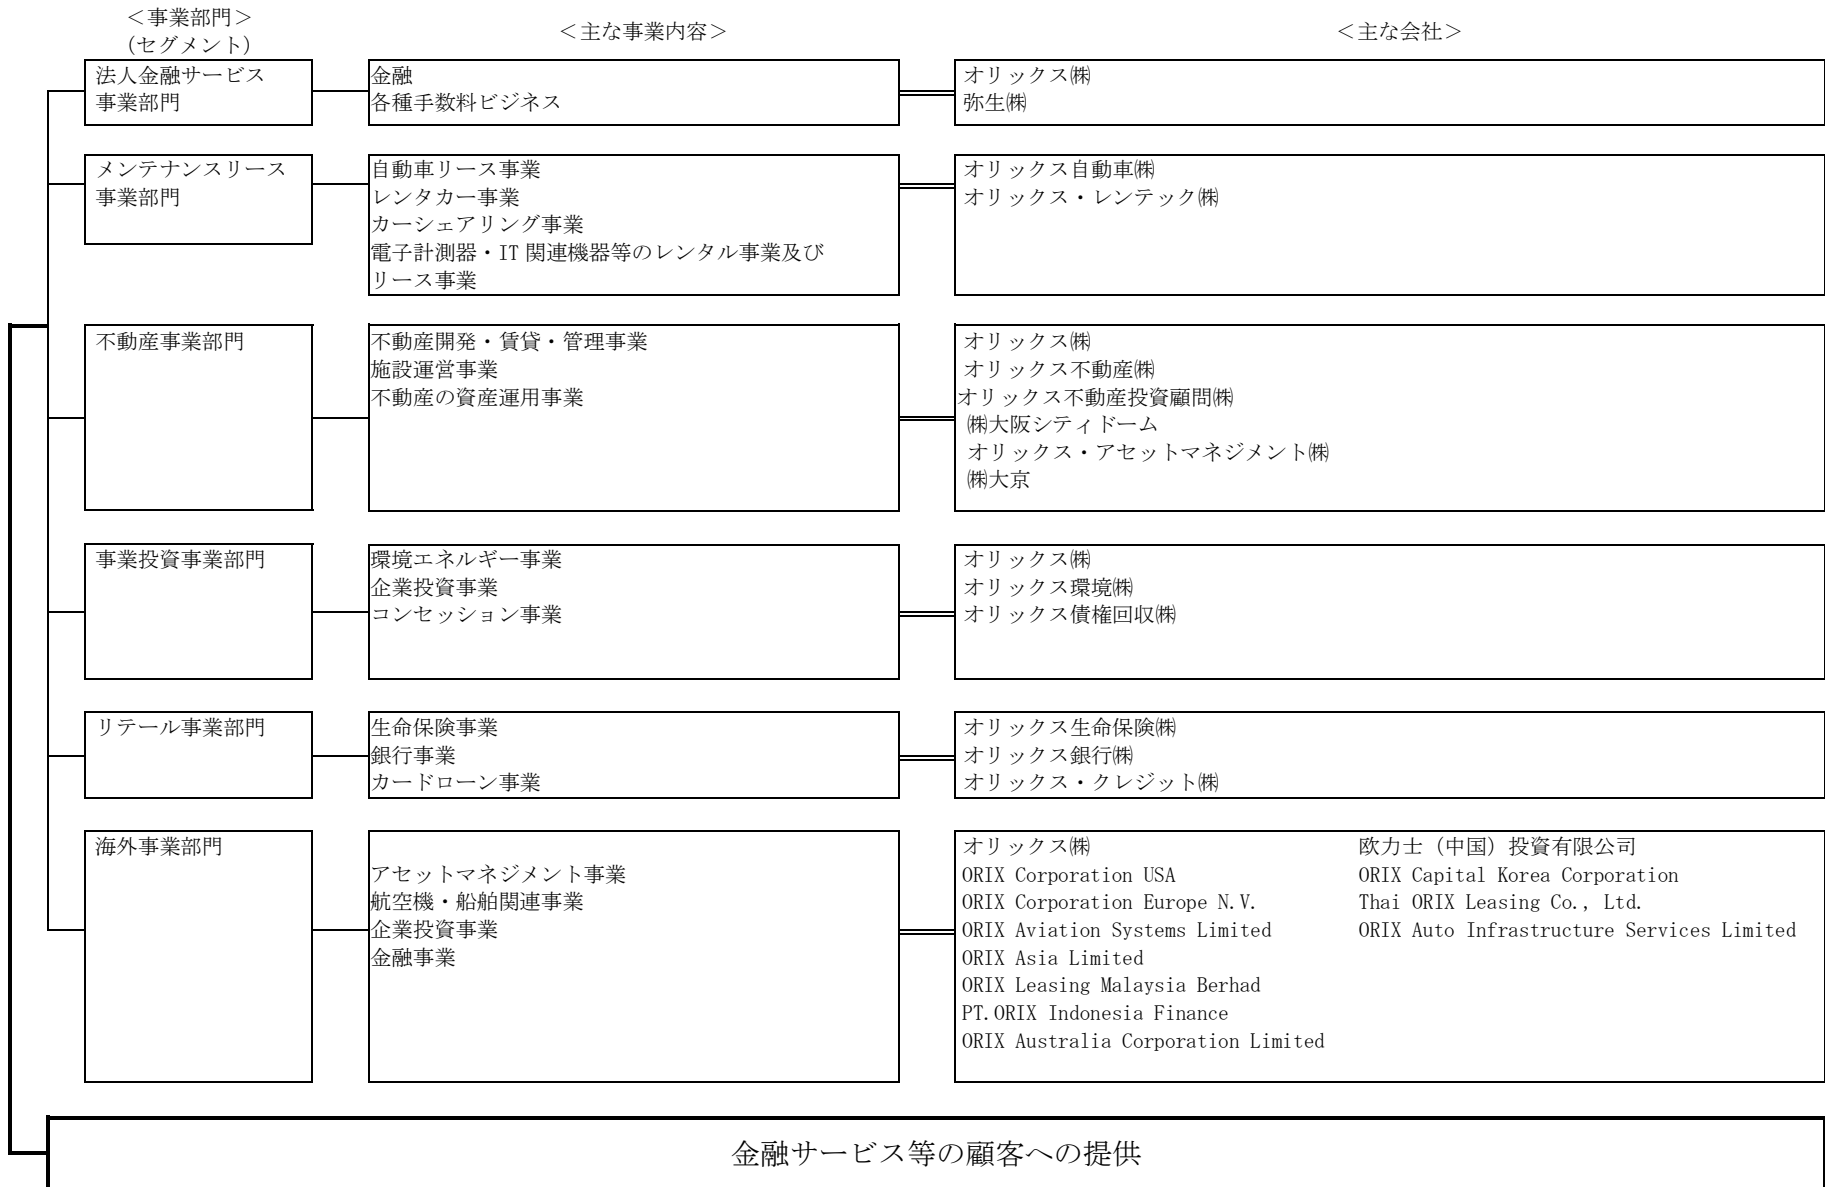 ＜事業部門＞
（セグメント）
＜主な事業内容＞
＜主な会社＞
法人金融サービス
事業部門
金融
各種手数料ビジネス
オリックス㈱
弥生㈱
メンテナンスリース
事業部門
自動車リース事業
レンタカー事業
カーシェアリング事業
電子計測器・IT 関連機器等のレンタル事業及び
リース事業
オリックス自動車㈱
オリックス・レンテック㈱
不動産事業部門
不動産開発・賃貸・管理事業
施設運営事業
不動産の資産運用事業
オリックス㈱
オリックス不動産㈱
オリックス不動産投資顧問㈱
㈱大阪シティドーム
オリックス・アセットマネジメント㈱
㈱大京
事業投資事業部門
環境エネルギー事業
企業投資事業
コンセッション事業
オリックス㈱
オリックス環境㈱
オリックス債権回収㈱
リテール事業部門
生命保険事業
銀行事業
カードローン事業
オリックス生命保険㈱
オリックス銀行㈱
オリックス・クレジット㈱
海外事業部門
アセットマネジメント事業
航空機・船舶関連事業
企業投資事業
金融事業
オリックス㈱
ORIX Corporation USA
ORIX Corporation Europe N.V.
ORIX Aviation Systems Limited
ORIX Asia Limited
ORIX Leasing Malaysia Berhad
PT.ORIX Indonesia Finance
ORIX Australia Corporation Limited
欧力士（中国）投資有限公司
ORIX Capital Korea Corporation
Thai ORIX Leasing Co., Ltd.
ORIX Auto Infrastructure Services Limited
金融サービス等の顧客への提供